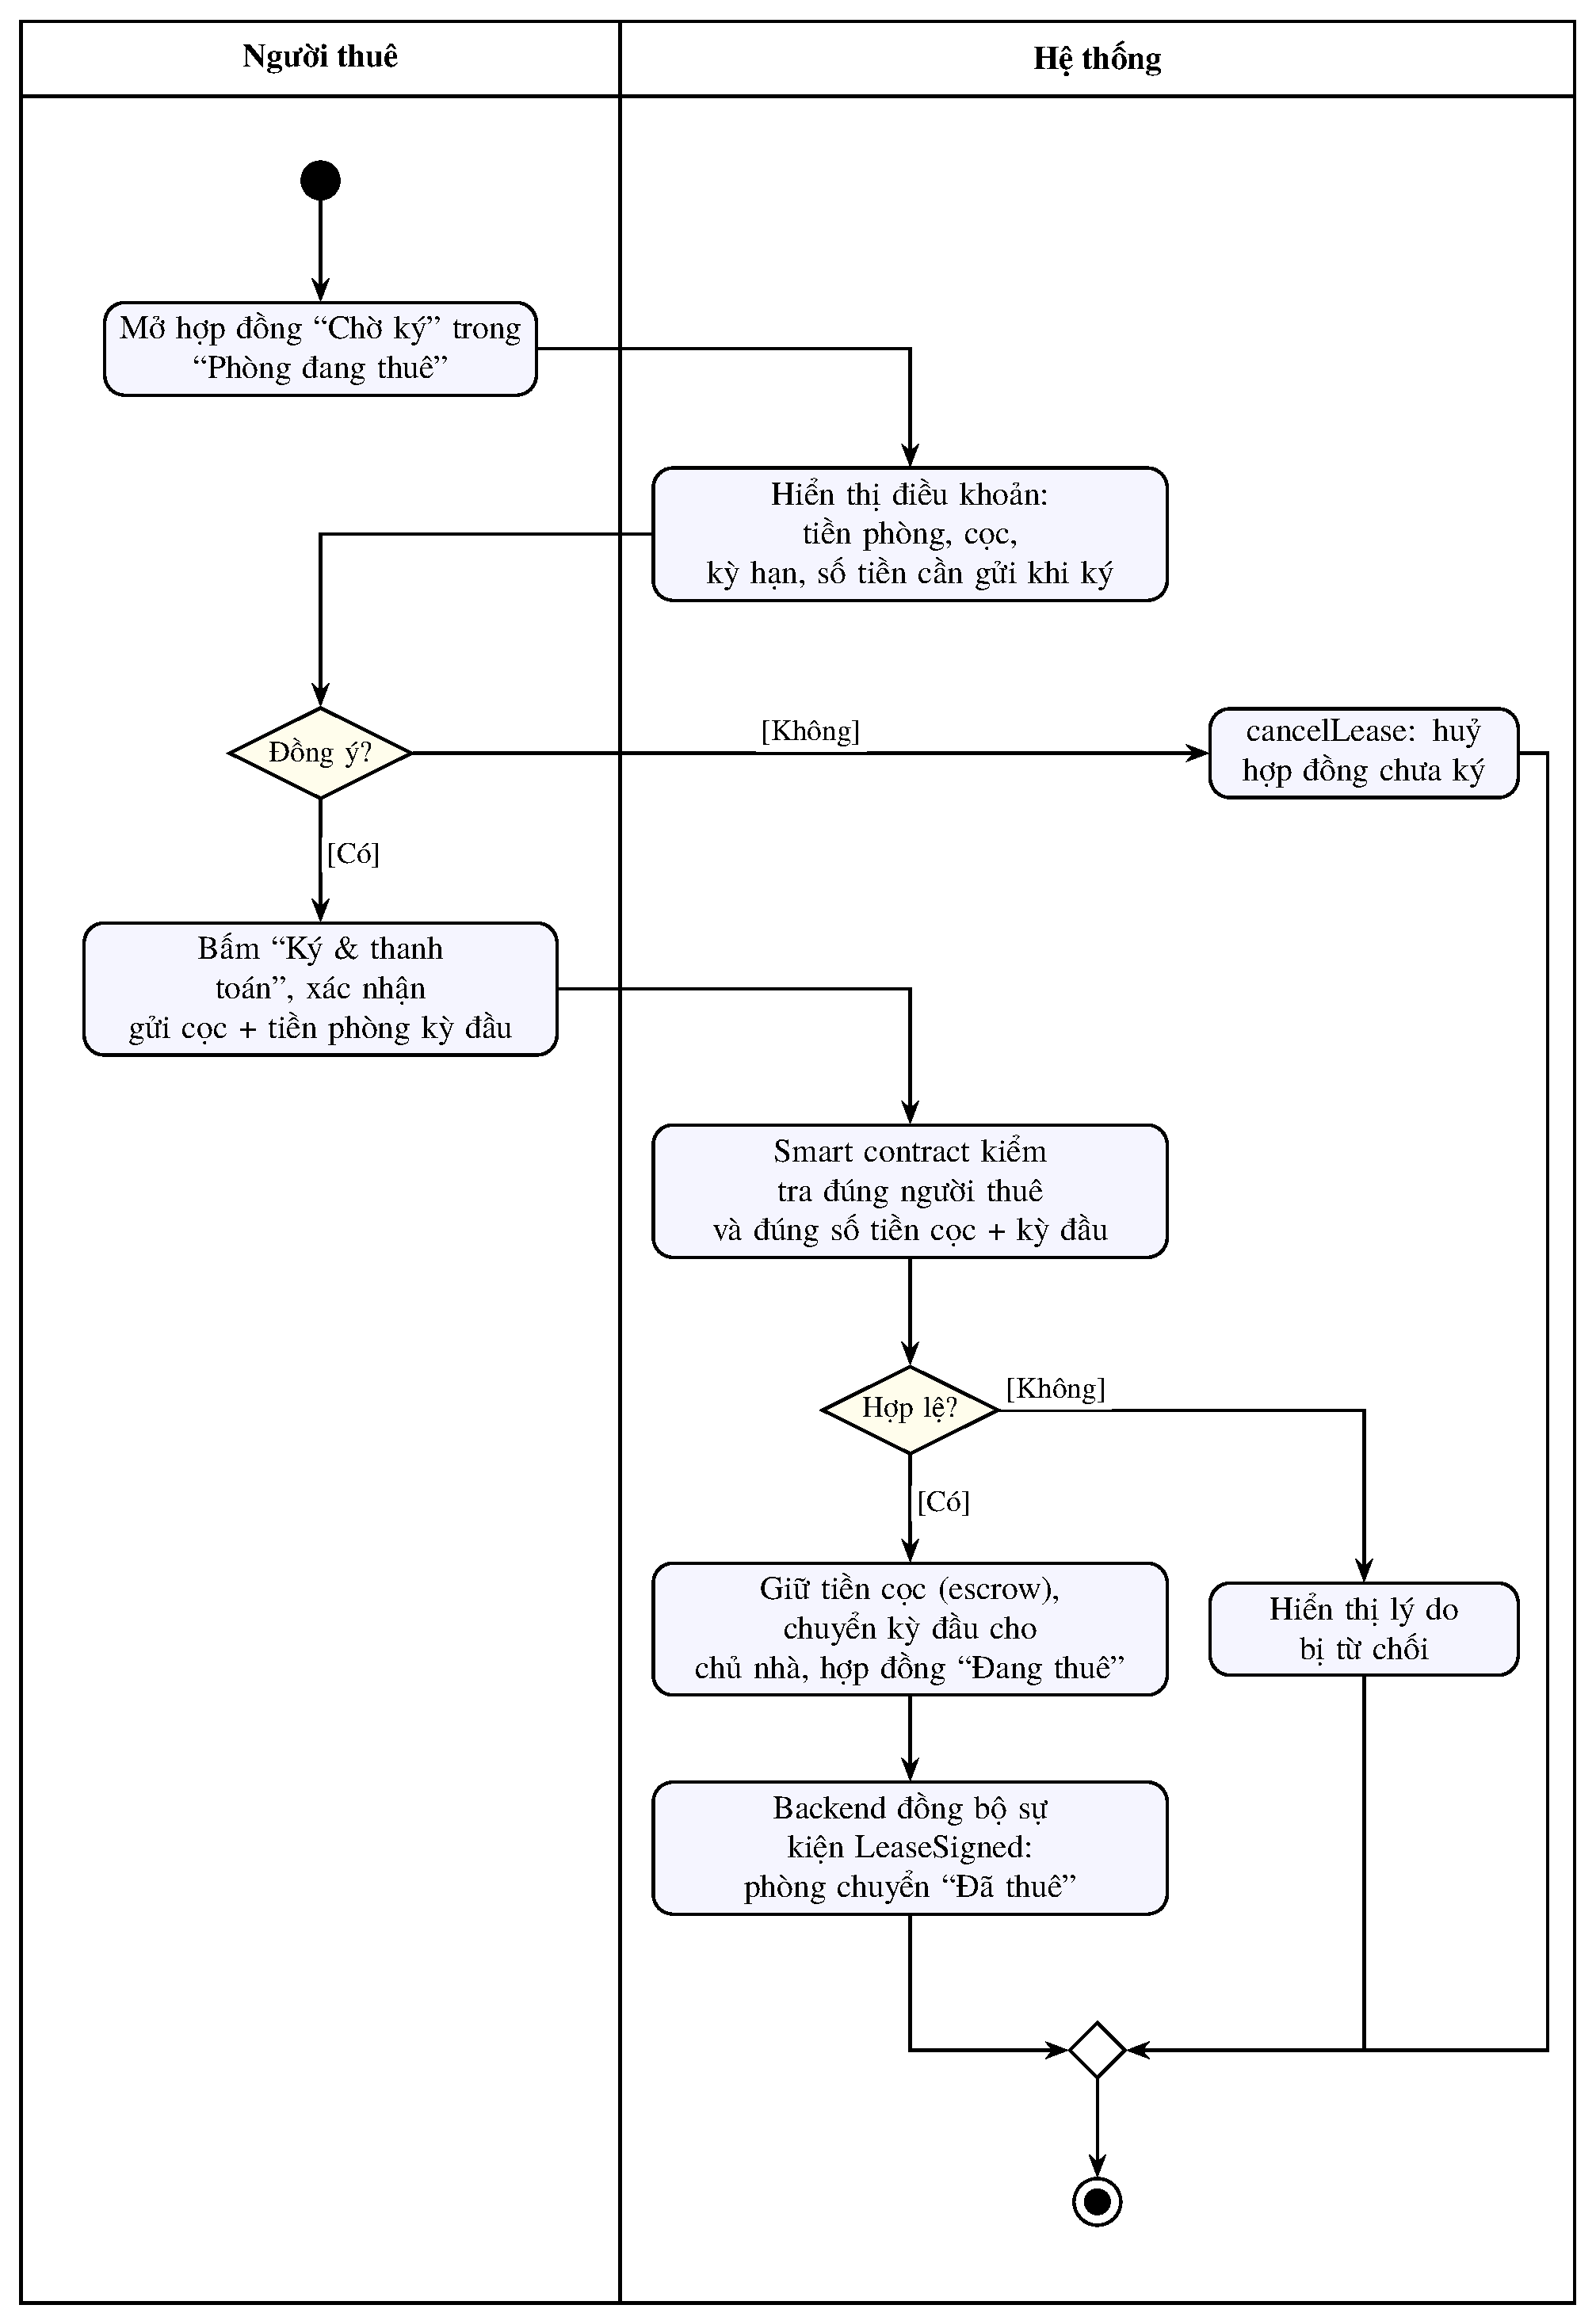 Người thuê
Hệ thống
Mở hợp đồng “Chờ ký” trong
“Phòng đang thuê”
Hiển thị điều khoản:
tiền phòng, cọc,
kỳ hạn, số tiền cần gửi khi ký
Đồng ý?
[Không]
cancelLease: huỷ
hợp đồng chưa ký
[Có]
Bấm “Ký & thanh
toán”, xác nhận
gửi cọc + tiền phòng kỳ đầu
Smart contract kiểm
tra đúng người thuê
và đúng số tiền cọc + kỳ đầu
Hợp lệ?
[Không]
[Có]
Giữ tiền cọc (escrow),
chuyển kỳ đầu cho
chủ nhà, hợp đồng “Đang thuê”
Hiển thị lý do
bị từ chối
Backend đồng bộ sự
kiện LeaseSigned:
phòng chuyển “Đã thuê”